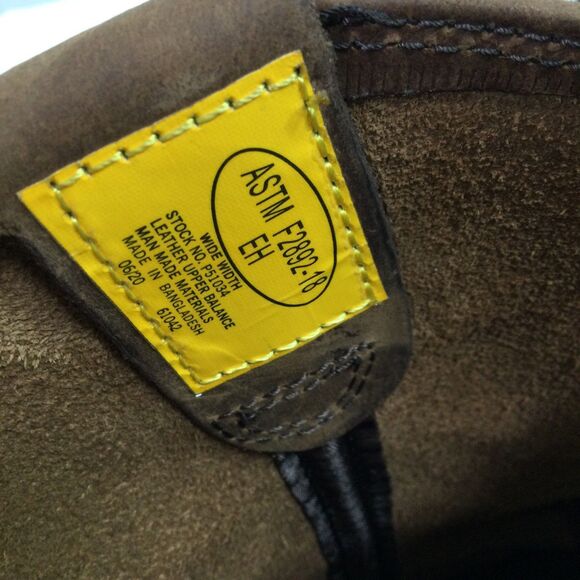 ASTM F2892-18
EH
WIDE WIDTH
STOCK NO. P51034
LEATHER UPPER BALANCE
MAN MADE MATERIALS
MADE IN BANGLADESH
0620 61042